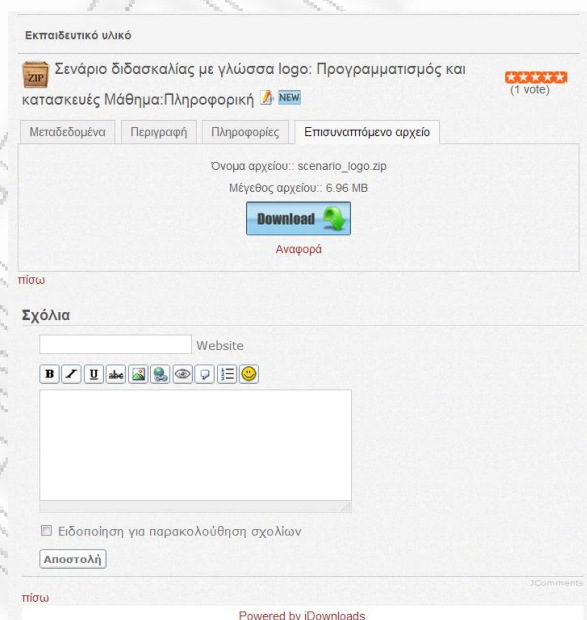 Εκπαιδευτικό υλικό
ZIP Σενάριο διδασκαλίας με γλώσσα logo: Προγραμματισμός και
κατασκευές Μάθημα:Πληροφορική NEW
(1 vote)
Μεταδεδομένα Περιγραφή Πληροφορίες Επισυναπτόμενο αρχείο
Όνομα αρχείου:: scenario_logo.zip
Μέγεθος αρχείου:: 6.96 MB
Download
Αναφορά
πίσω
Σχόλια
Website
B I U abc
Ειδοποίηση για παρακολούθηση σχολίων
Αποστολή
JComments
πίσω
Powered by jDownloads